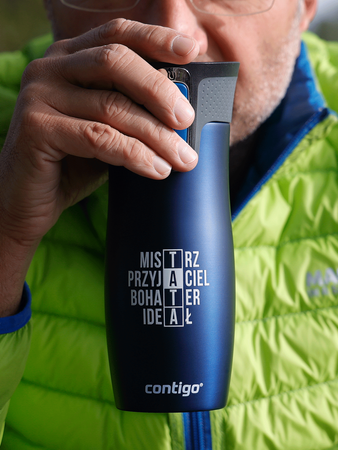 MISTRZ
PRZYJACIEL
BOHATER
IDEAŁ
contigo®